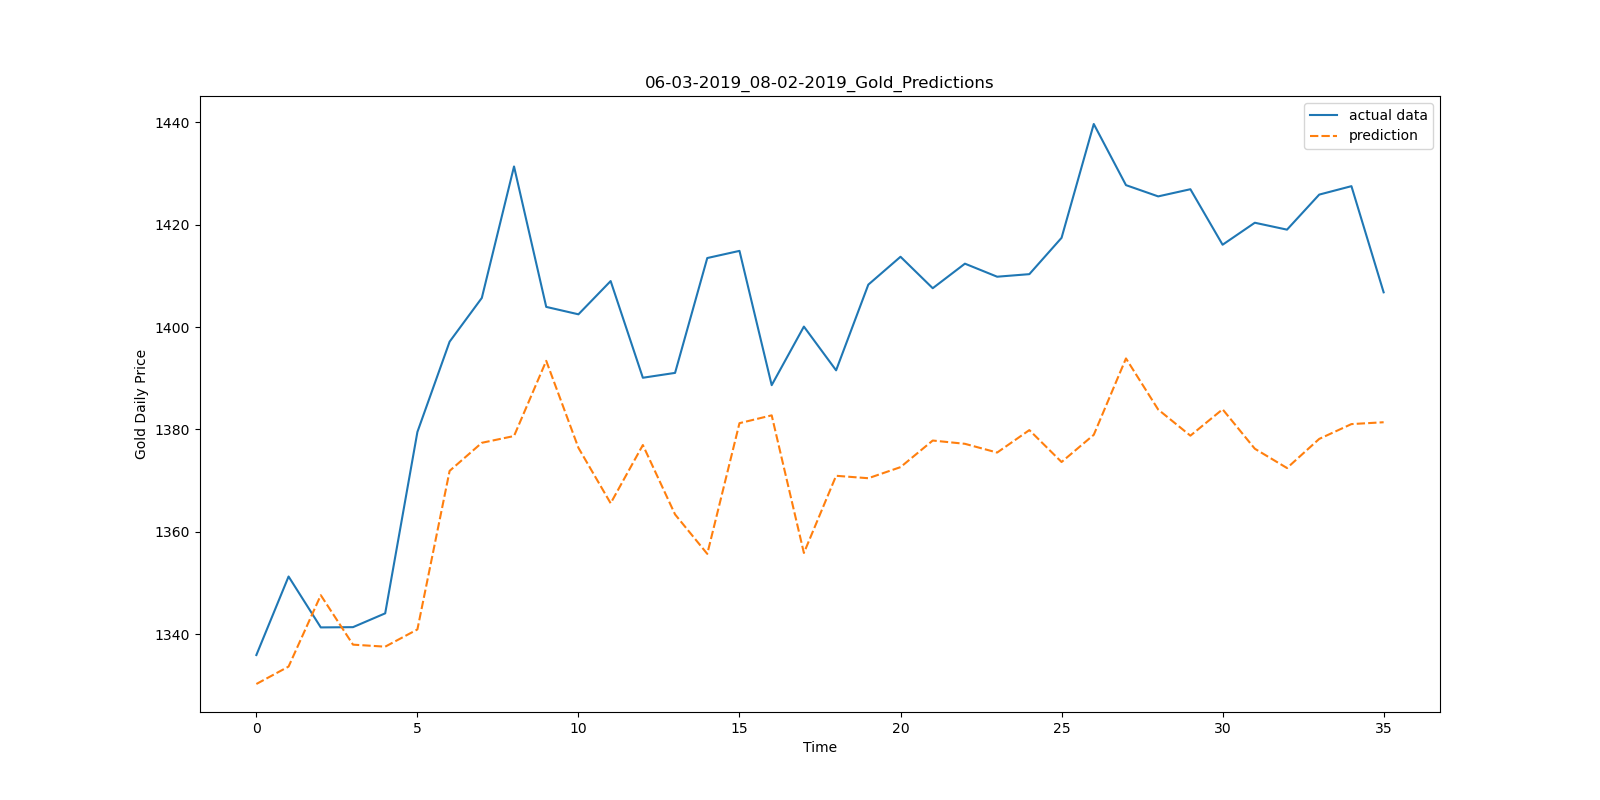 06-03-2019_08-02-2019_Gold_Predictions
actual data
prediction
Gold Daily Price
1440
1420
1400
1380
1360
1340
0 5 10 15 20 25 30 35
Time